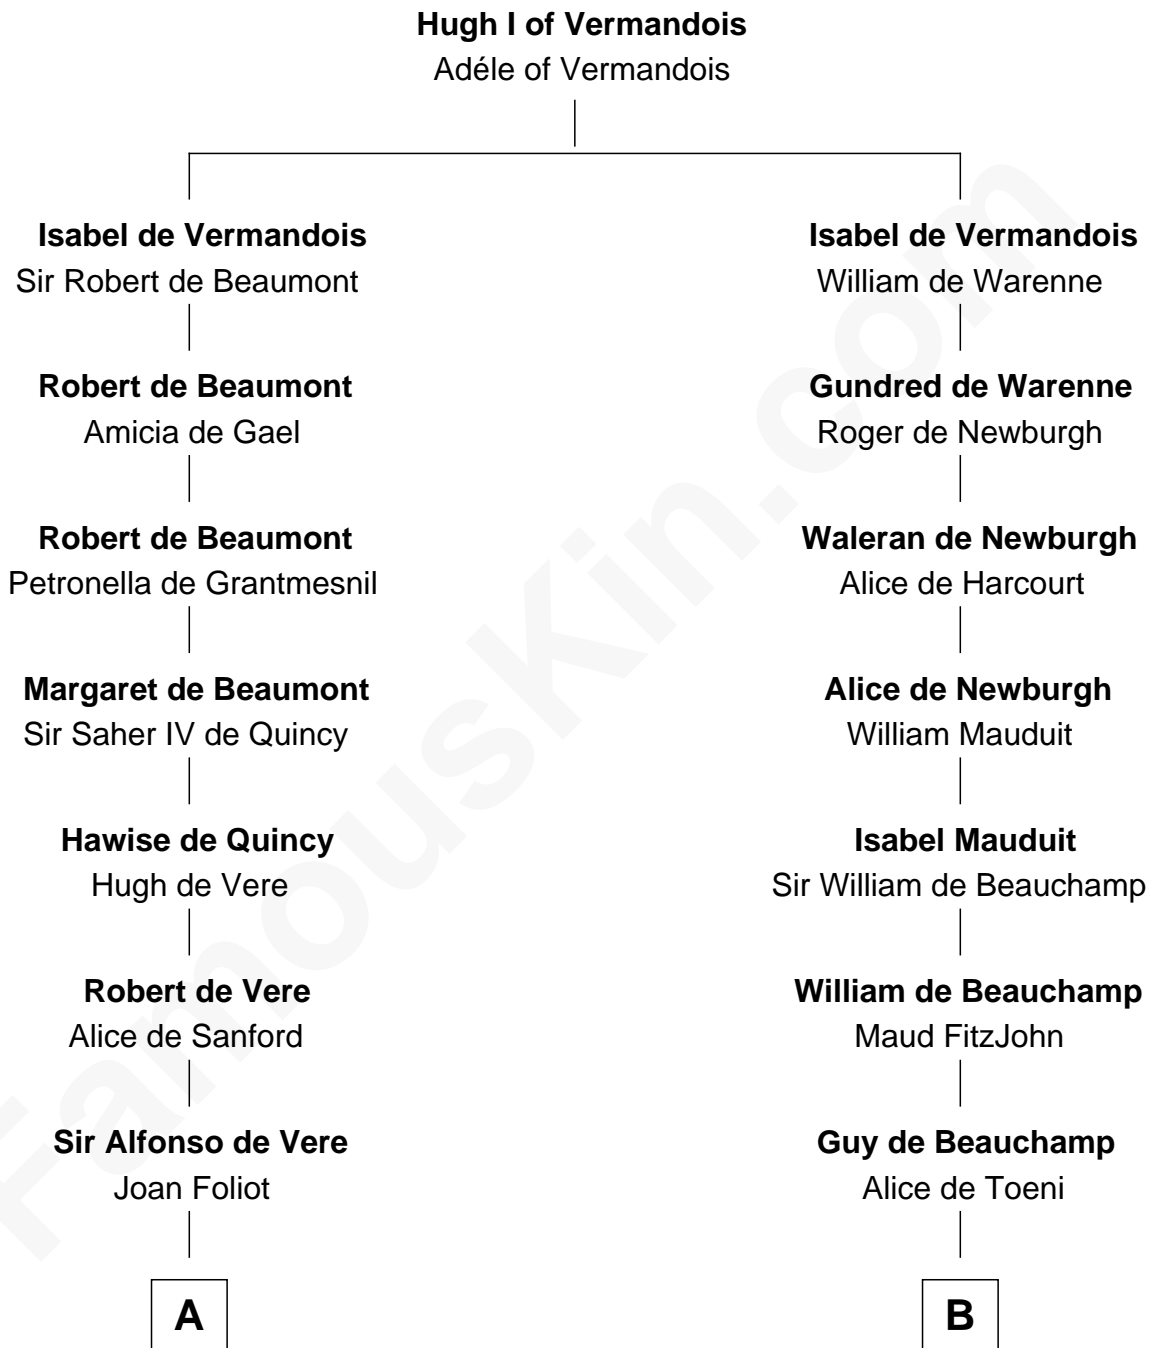 Hugh I of Vermandois
Adéle of Vermandois
Isabel de Vermandois
Sir Robert de Beaumont
Robert de Beaumont
Amicia de Gael
Robert de Beaumont
Petronella de Grantmesnil
Margaret de Beaumont
Sir Saher IV de Quincy
Hawise de Quincy
Hugh de Vere
Robert de Vere
Alice de Sanford
Sir Alfonso de Vere
Joan Foliot
A
Isabel de Vermandois
William de Warenne
Gundred de Warenne
Roger de Newburgh
Waleran de Newburgh
Alice de Harcourt
Alice de Newburgh
William Mauduit
Isabel Mauduit
Sir William de Beauchamp
William de Beauchamp
Maud FitzJohn
Guy de Beauchamp
Alice de Toeni
B
FamousKin.com